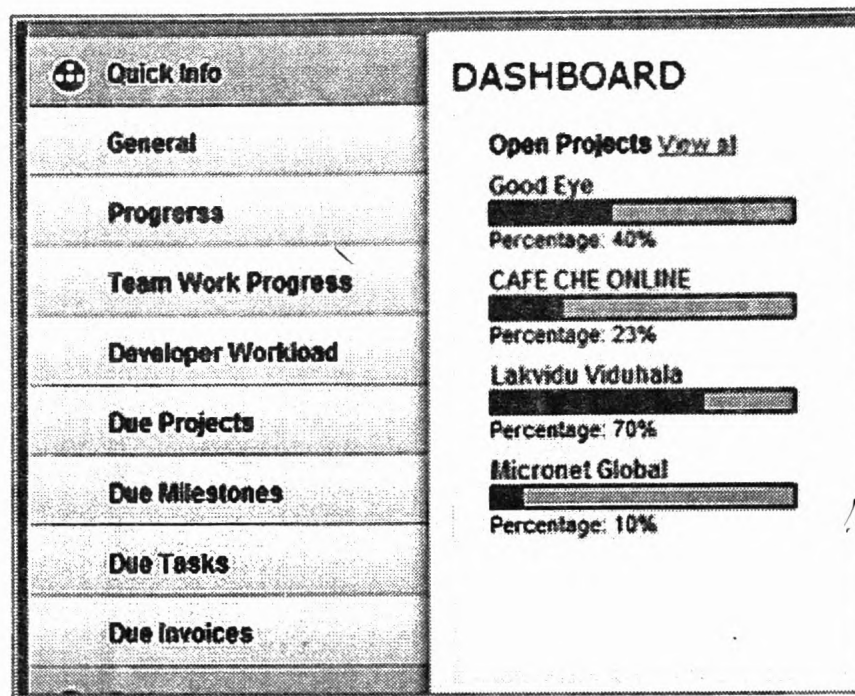 Quick Info
General
Progrerss
Team Work Progress
Developer Workload
Due Projects
Due Milestones
Due Tasks
Due Invoices
DASHBOARD
Open Projects View all
Good Eye
Percentage: 40%
CAFE CHE ONLINE
Percentage: 23%
Lakvidu Viduhala
Percentage: 70%
Micronet Global
Percentage: 10%